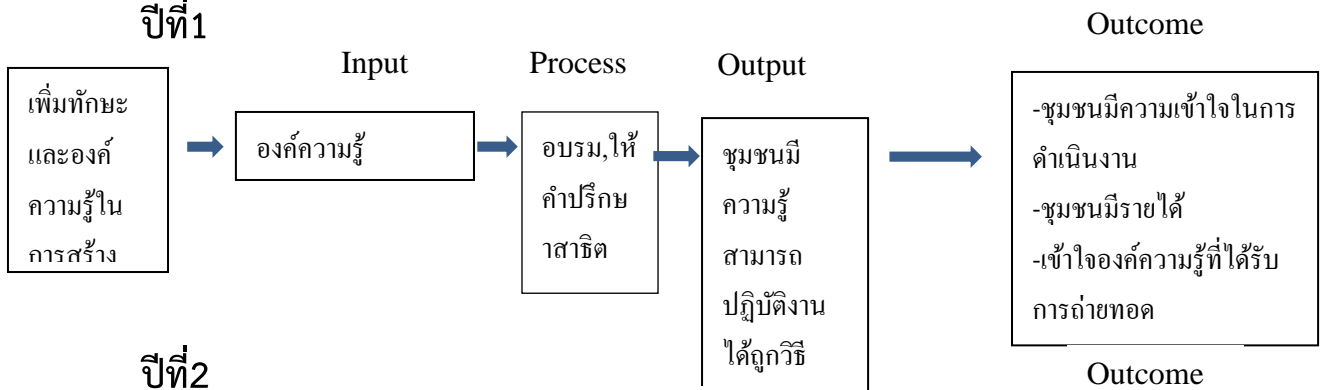 ปีที่1
Outcome
Input
Process
Output
เพิ่มทักษะ
และองค์
ความรู้ใน
การสร้าง
องค์ความรู้
อบรม,ให้
คำปรึกษ
าสาธิต
ชุมชนมี
ความรู้
สามารถ
ปฏิบัติงาน
ได้ถูกวิธี
-ชุมชนมีความเข้าใจในการ
ดำเนินงาน
-ชุมชนมีรายได้
-เข้าใจองค์ความรู้ที่ได้รับ
การถ่ายทอด
ปีที่2
Outcome